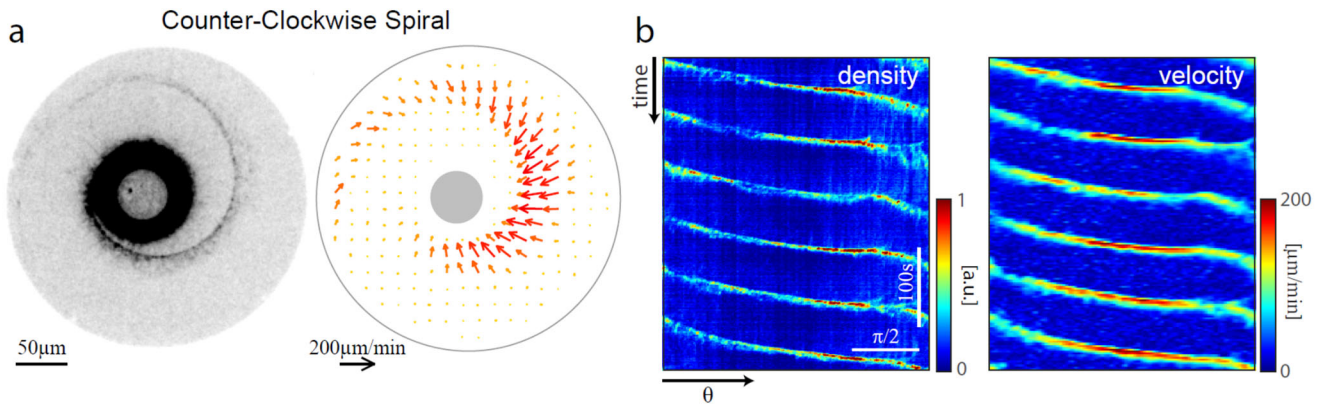 Counter-Clockwise Spiral
a
50µm
200µm/min
b
time
density
1
[a.u.]
0
100s
π/2
θ
velocity
200
[µm/min]
0